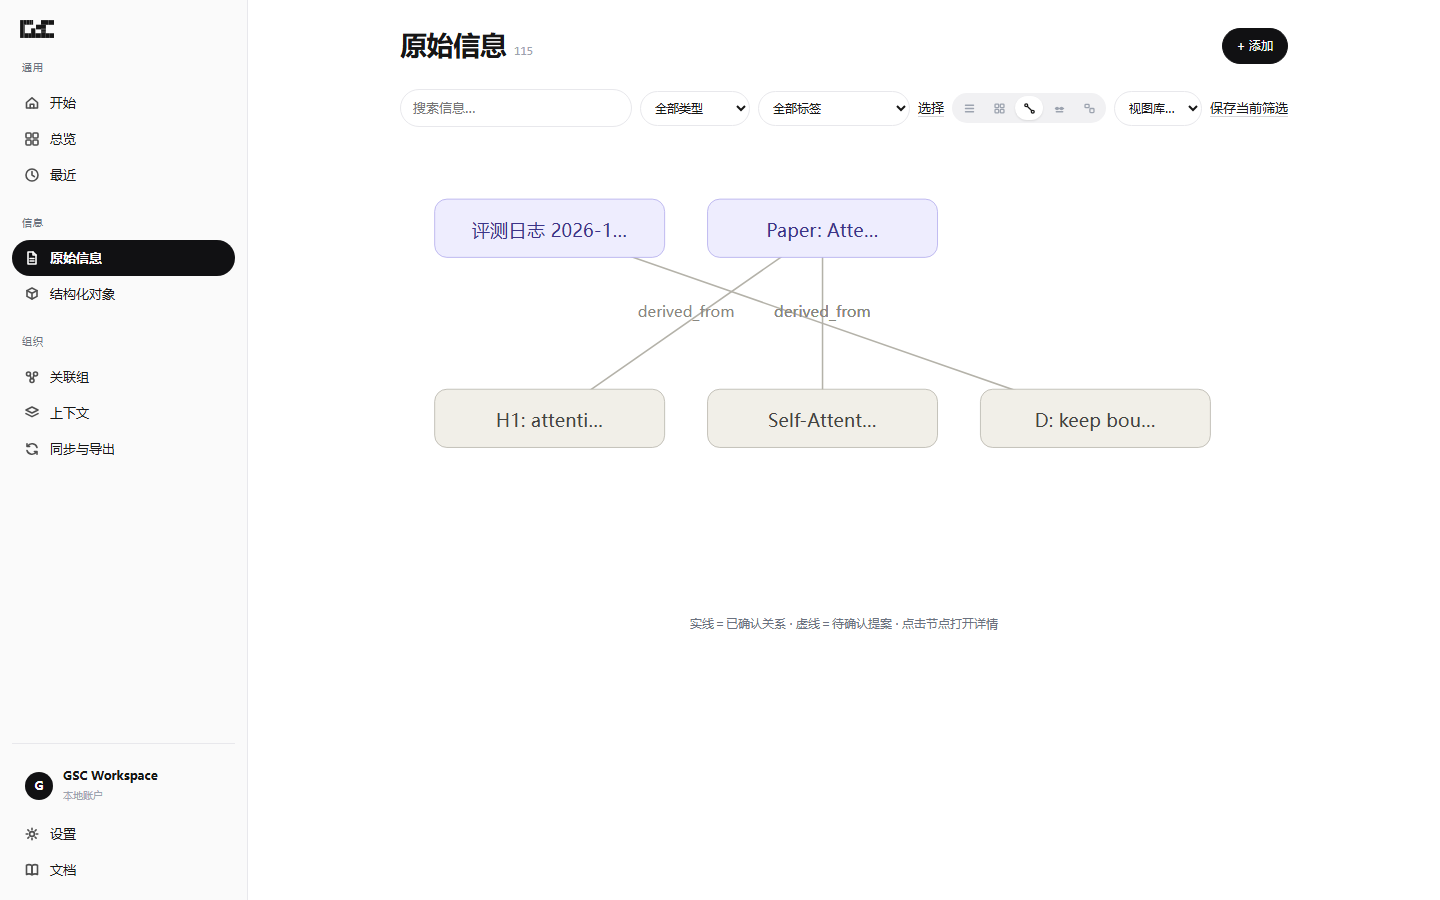 GSC
通用
开始
总览
最近
信息
原始信息
结构化对象
组织
关联组
上下文
同步与导出
G
GSC Workspace
本地账户
设置
文档
原始信息 115
+ 添加
搜索信息...
全部类型
全部标签
选择
视图库...
保存当前筛选
评测日志 2026-1...
Paper: Atte...
derived_from
derived_from
H1: attenti...
Self-Attent...
D: keep bou...
实线 = 已确认关系 · 虚线 = 待确认提案 · 点击节点打开详情